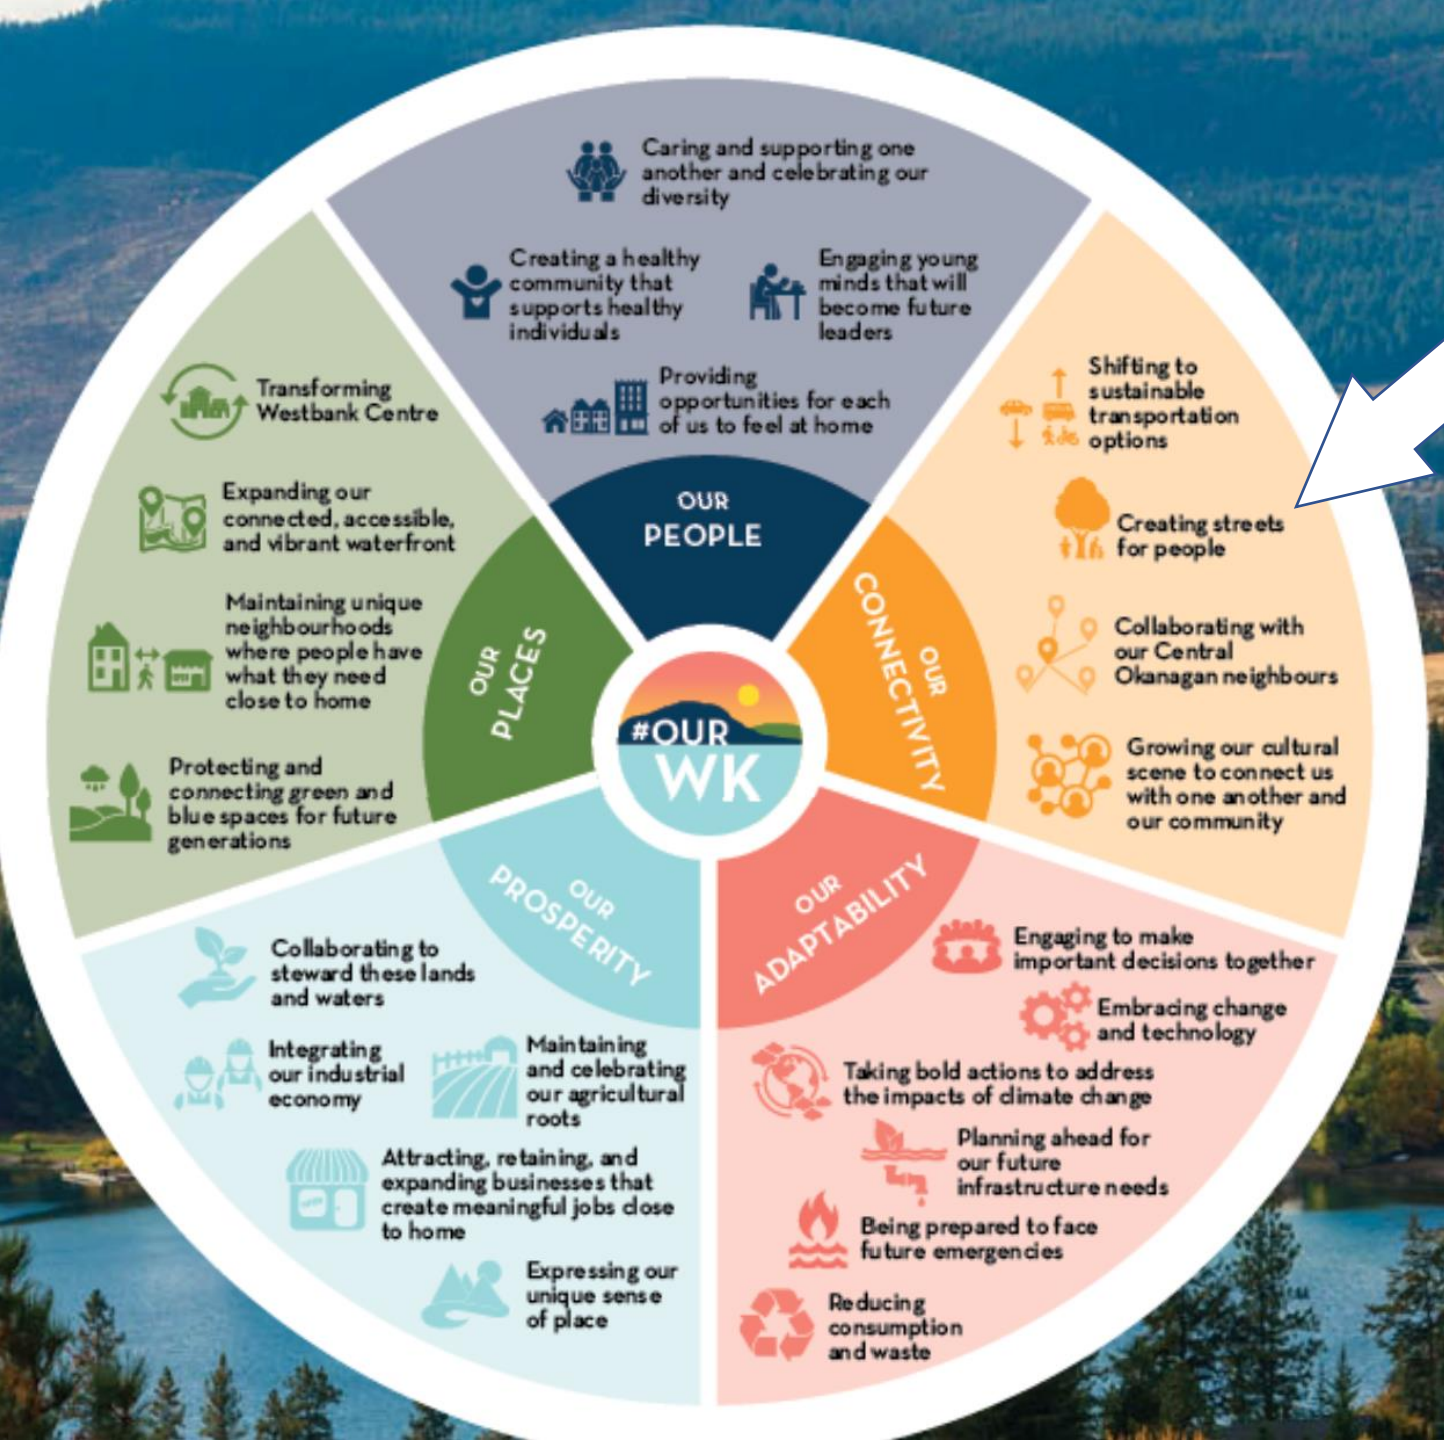 Caring and supporting one
another and celebrating our
diversity
Creating a healthy
community that
supports healthy
individuals
Engaging young
minds that will
become future
leaders
Providing
opportunities for each
of us to feel at home
OUR
PEOPLE
Shifting to
sustainable
transportation
options
Creating streets
for people
Collaborating with
our Central
Okanagan neighbours
Growing our cultural
scene to connect us
with one another and
our community
OUR
CONNECTIVITY
Engaging to make
important decisions together
Embracing change
and technology
Taking bold actions to address
the impacts of climate change
Planning ahead for
our future
infrastructure needs
Being prepared to face
future emergencies
Reducing
consumption
and waste
OUR
ADAPTABILITY
Collaborating to
steward these lands
and waters
Integrating
our industrial
economy
Maintaining
and celebrating
our agricultural
roots
Attracting, retaining, and
expanding businesses that
create meaningful jobs close
to home
Expressing our
unique sense
of place
OUR
PROSPERITY
Transforming
Westbank Centre
Expanding our
connected, accessible,
and vibrant waterfront
Maintaining unique
neighbourhoods
where people have
what they need
close to home
Protecting and
connecting green and
blue spaces for future
generations
OUR
PLACES
#OUR
WK